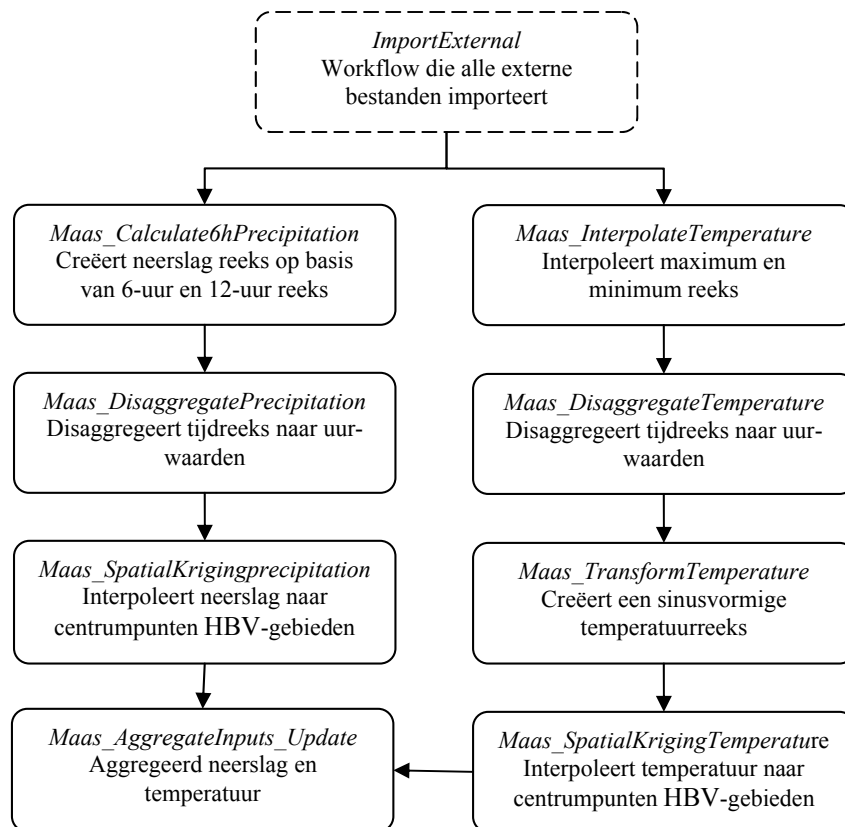 ImportExternal
Workflow die alle externe
bestanden importeert
Maas_Calculate6hPrecipitation
Creëert neerslag reeks op basis
van 6-uur en 12-uur reeks
Maas_InterpolateTemperature
Interpoleert maximum en
minimum reeks
Maas_DisaggregatePrecipitation
Disaggregeert tijdreeks naar uur-
waarden
Maas_DisaggregateTemperature
Disaggregeert tijdreeks naar uur-
waarden
Maas_SpatialKrigingprecipitation
Interpoleert neerslag naar
centrumpunten HBV-gebieden
Maas_TransformTemperature
Creëert een sinusvormige
temperatuurreeks
Maas_AggregateInputs_Update
Aggregeerd neerslag en
temperatuur
Maas_SpatialKrigingTemperature
Interpoleert temperatuur naar
centrumpunten HBV-gebieden